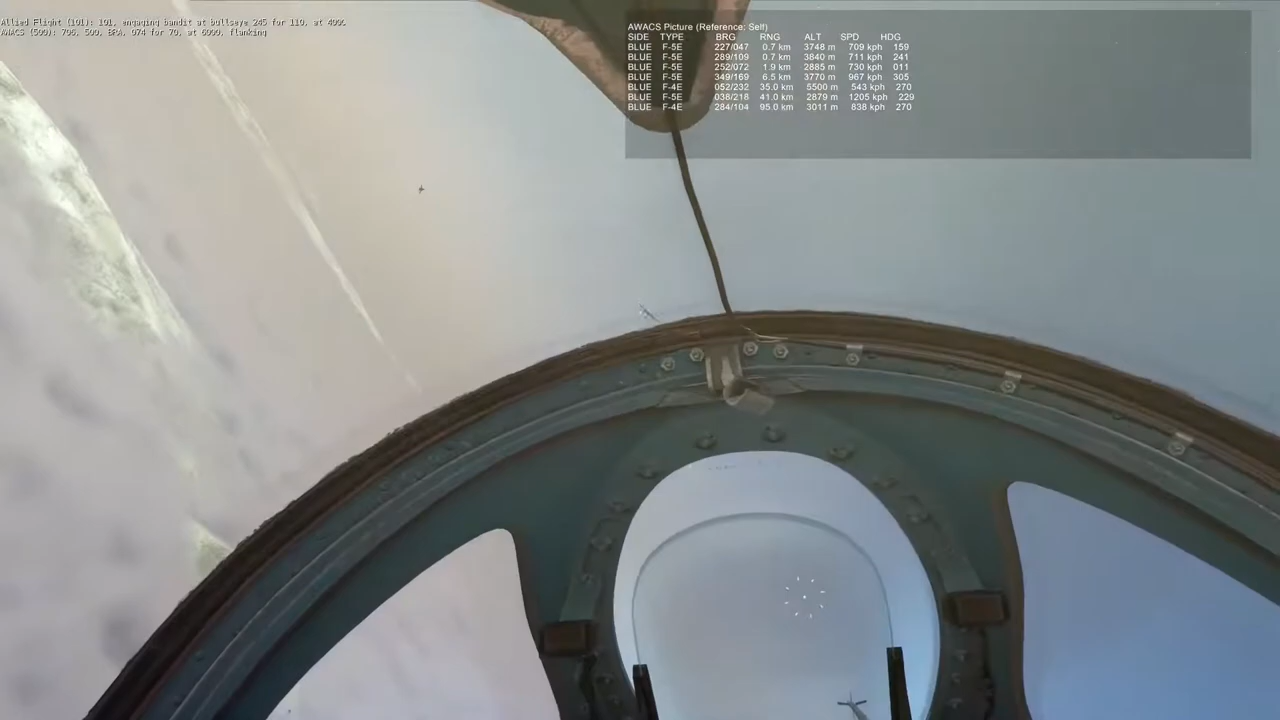 Allied Flight (101): 101, engaging bandit at bullseye 245 for 110, at 4000
AWACS (500): 706, 500, BRA, 074 for 70, at 6000, flanking
AWACS Picture (Reference: Self)
SIDE TYPE BRG RNG ALT SPD HDG
BLUE F-5E 227/047 0.7 km 3748 m 709 kph 159
BLUE F-5E 289/109 0.7 km 3840 m 711 kph 241
BLUE F-5E 252/072 1.9 km 2885 m 730 kph 011
BLUE F-5E 349/169 6.5 km 3770 m 967 kph 305
BLUE F-4E 052/232 35.0 km 5500 m 543 kph 270
BLUE F-5E 038/218 41.0 km 2879 m 1205 kph 229
BLUE F-4E 284/104 95.0 km 3011 m 838 kph 270